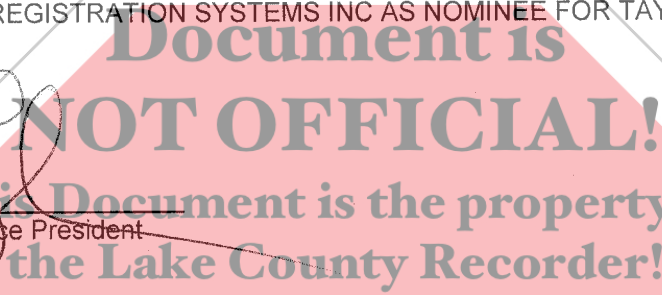 REGISTRATION SYSTEMS INC AS NOMINEE FOR TAY
Document is
NOT OFFICIAL!
is Document is the property
ce President
the Lake County Recorder!